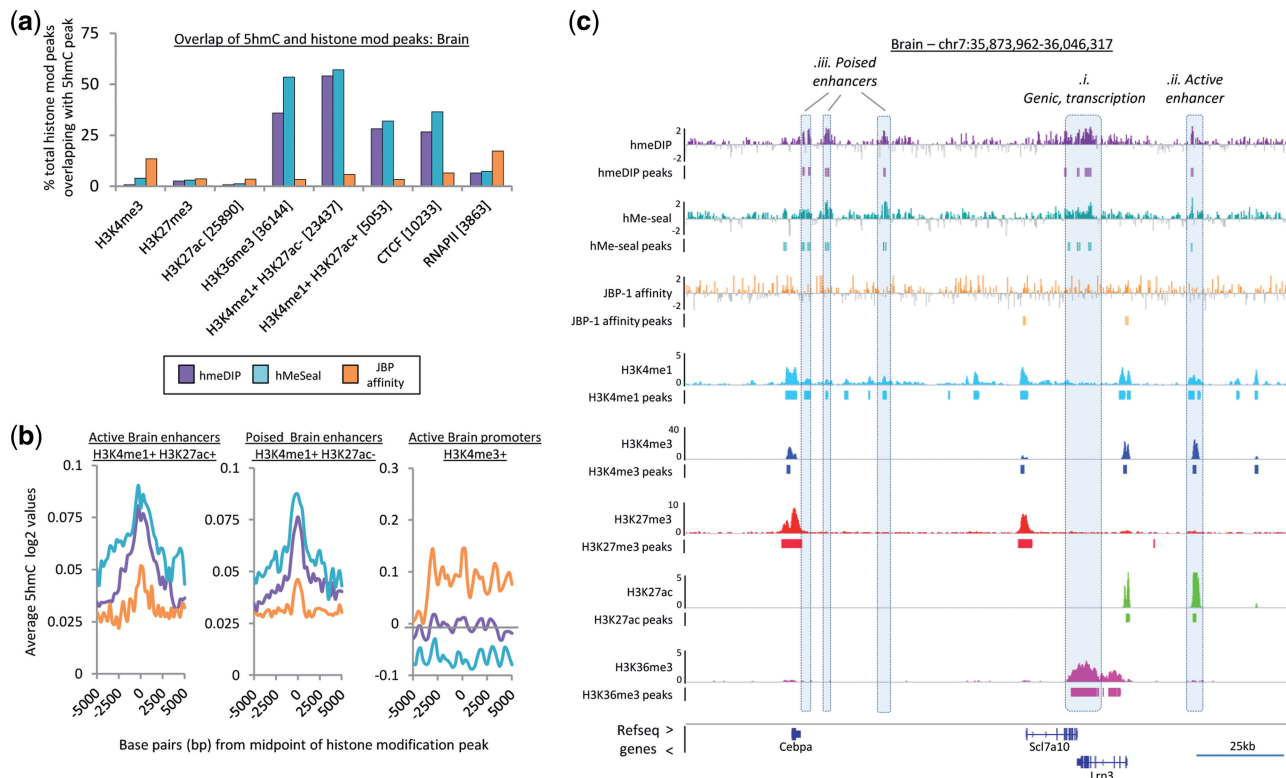 (a)
Overlap of 5hmC and histone mod peaks: Brain
% total histone mod peaks
overlapping with 5hmC peak
75
50
25
0
H3K4me3
H3K27me3
H3K27ac [25890]
H3K36me3 [36144]
H3K4me1+ H3K27ac- [23437]
H3K4me1+ H3K27ac+ [5053]
CTCF [10233]
RNAPII [3863]
hmeDIP
hMeSeal
JBP
affinity
(b)
Active Brain enhancers
H3K4me1+ H3K27ac+
Poised Brain enhancers
H3K4me1+ H3K27ac-
Active Brain promoters
H3K4me3+
Average 5hmC log2 values
0.1
0.075
0.05
0.025
0
-5000
-2500
0
2500
5000
0.1
0.075
0.05
0.025
0
-5000
-2500
0
2500
5000
0.3
0.2
0.1
0
-0.1
-5000
-2500
0
2500
5000
Base pairs (bp) from midpoint of histone modification peak
(c)
Brain – chr7:35,873,962-36,046,317
.iii. Poised
enhancers
.i.
Genic, transcription
.ii. Active
enhancer
hmeDIP
2
-2
hmeDIP peaks
hMe-seal
2
-2
hMe-seal peaks
JBP-1 affinity
2
-2
JBP-1 affinity peaks
H3K4me1
5
0
H3K4me1 peaks
H3K4me3
40
0
H3K4me3 peaks
H3K27me3
10
0
H3K27me3 peaks
H3K27ac
5
0
H3K27ac peaks
H3K36me3
5
0
H3K36me3 peaks
Refseq >
genes <
Cebpa
Scl7a10
Lrp3
25kb